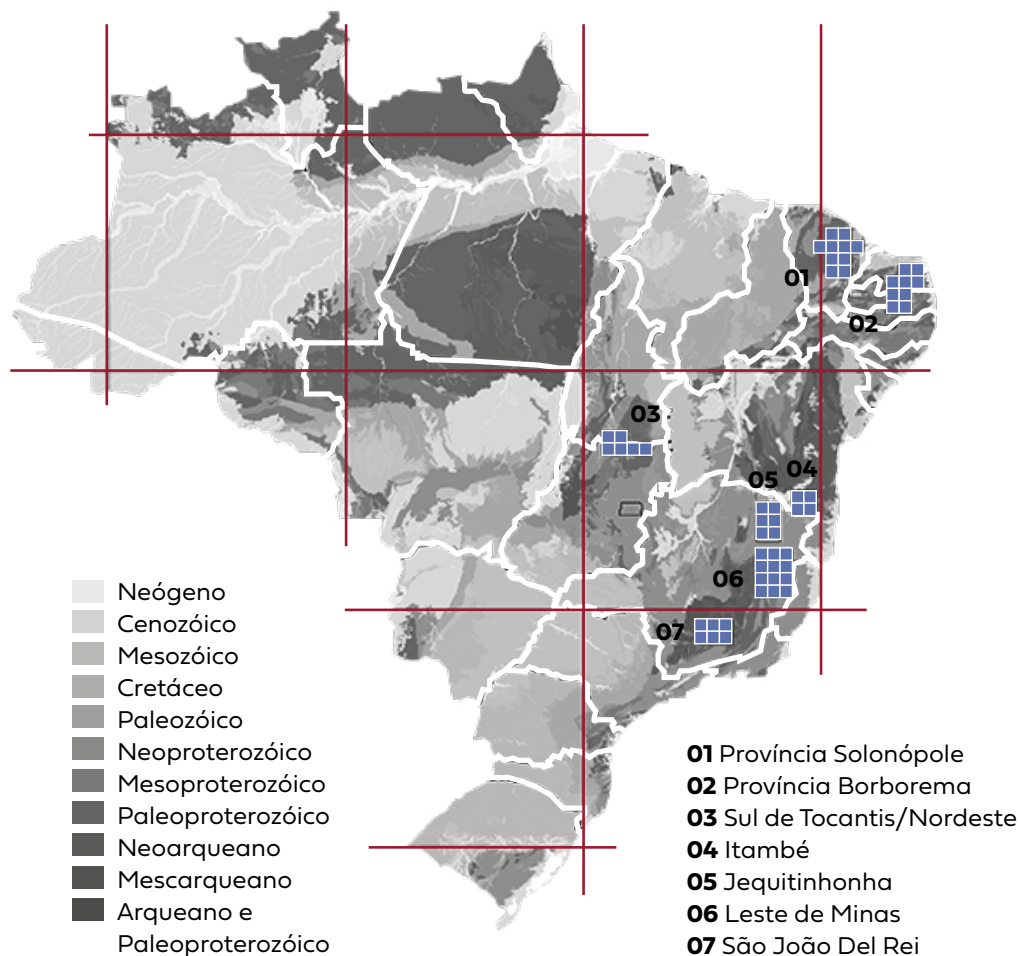 01
02
03
04
05
06
07
Neógeno
Cenozóico
Mesozóico
Cretáceo
Paleozóico
Neoproterozóico
Mesoproterozóico
Paleoproterozóico
Neoarqueano
Mescarqueano
Arqueano e
Paleoproterozóico
01 Província Solonópole
02 Província Borborema
03 Sul de Tocantis/Nordeste
04 Itambé
05 Jequitinhonha
06 Leste de Minas
07 São João Del Rei